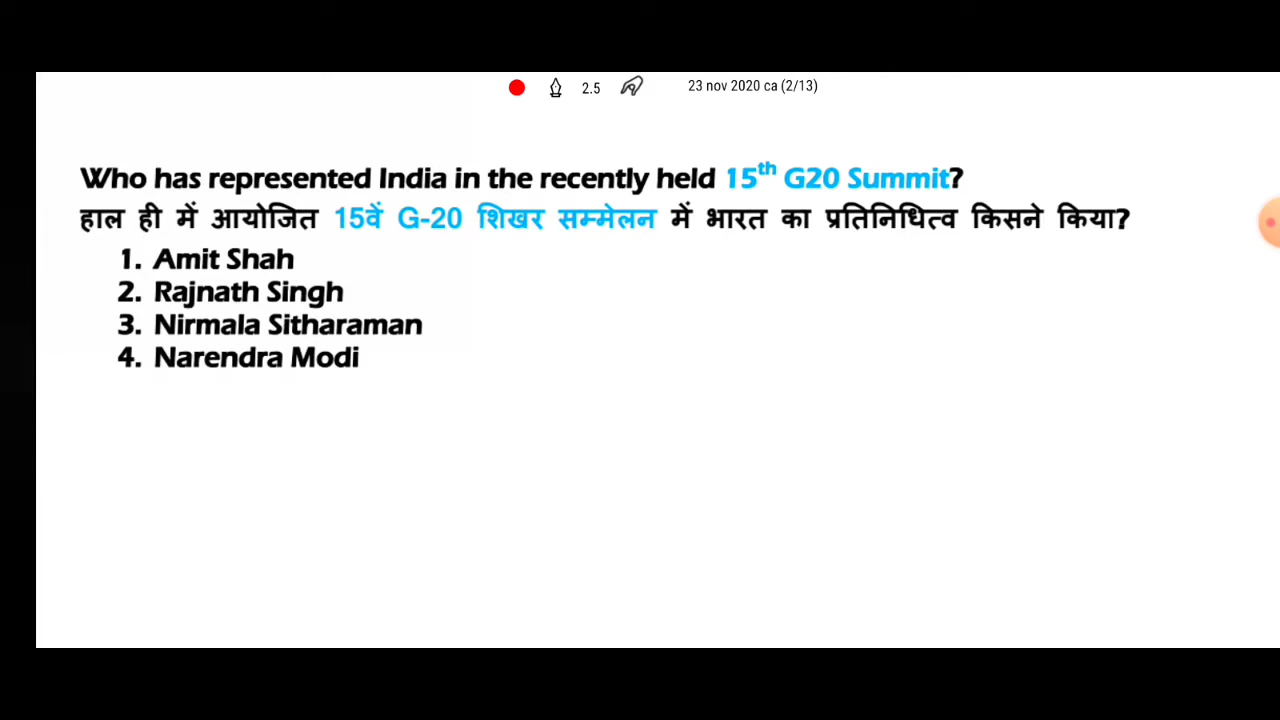 2.5 23 nov 2020 ca (2/13)
Who has represented India in the recently held 15th G20 Summit?
हाल ही में आयोजित 15वें G-20 शिखर सम्मेलन में भारत का प्रतिनिधित्व किसने किया?
1. Amit Shah
2. Rajnath Singh
3. Nirmala Sitharaman
4. Narendra Modi